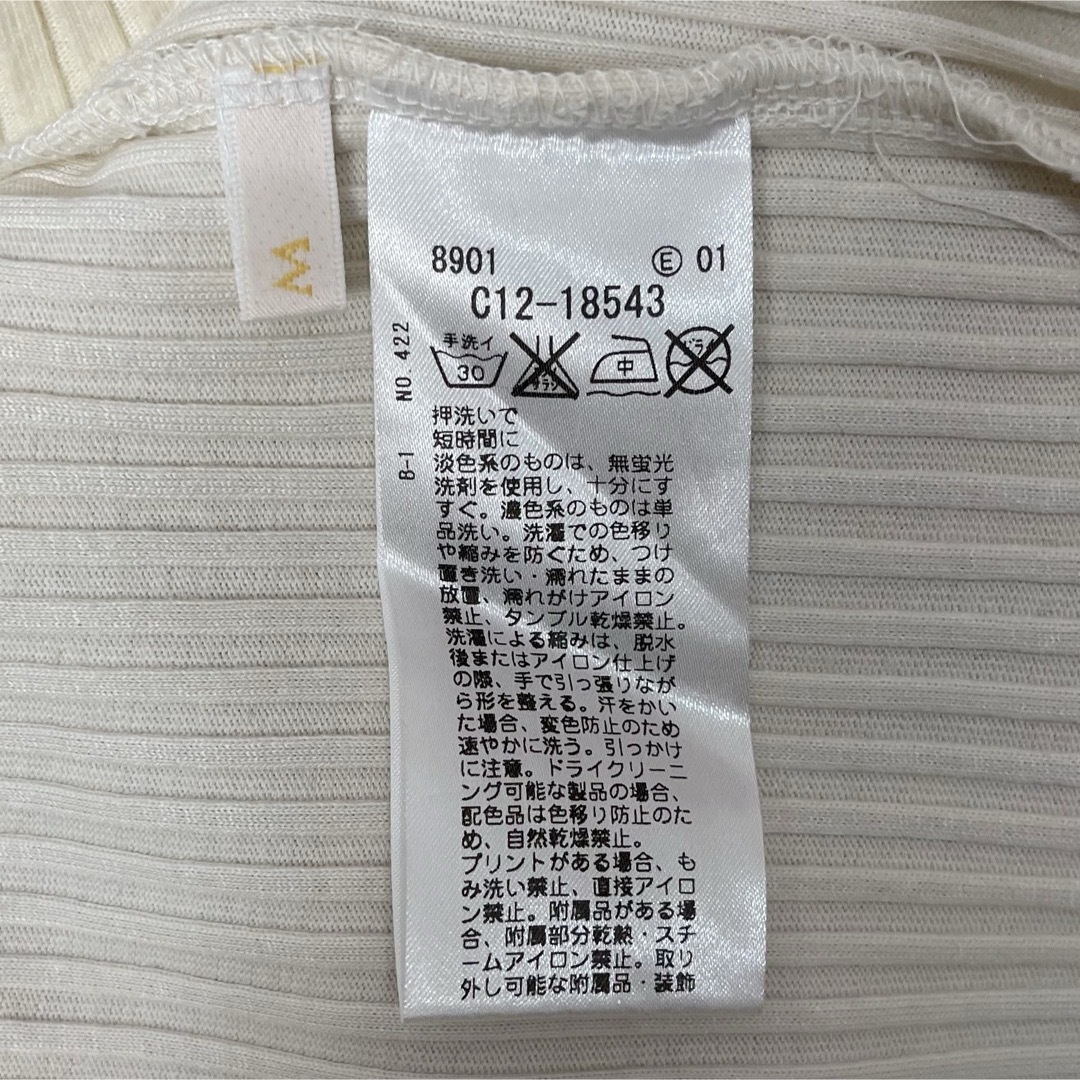 M
8901 Ⓔ 01
C12-18543
手洗イ
30
サラシ
中
ドライ
NO.422
B-1
押洗いで
短時間に
淡色系のものは、無蛍光
洗剤を使用し、十分にす
すぐ。濃色系のものは単
品洗い。洗濯での色移り
や縮みを防ぐため、つけ
置き洗い・濡れたままの
放置、濡れがけアイロン
禁止、タンブル乾燥禁止。
洗濯による縮みは、脱水
後またはアイロン仕上げ
の際、手で引っ張りなが
ら形を整える。汗をかい
た場合、変色防止のため
速やかに洗う。引っかけ
に注意。ドライクリーニ
ング可能な製品の場合、
配色品は色移り防止のた
め、自然乾燥禁止。
プリントがある場合、も
み洗い禁止、直接アイロ
ン禁止。附属品がある場
合、附属部分乾熱・スチ
ームアイロン禁止。取り
外し可能な附属品・装飾